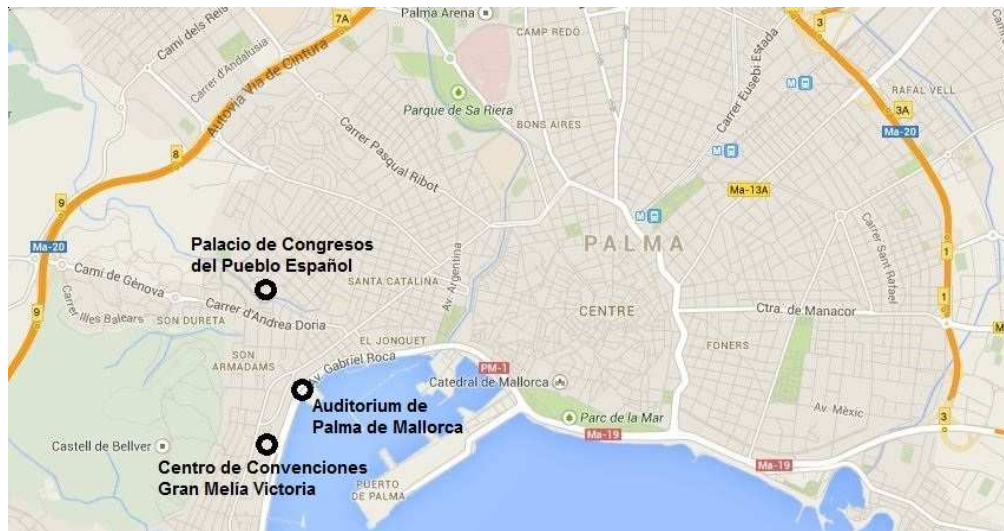 7A
Palma Arena
3
Camí dels Reis
Carrer d'Andalusia
Autovia Via de Cintura
CAMP REDO
Carrer Eusebi Estada
M
RAFAL VELL
Parque de Sa Riera
3A
BONS AIRES
Ma-20
Carrer Pasqual Ribot
8
M
Ma-13A
9
M
Palacio de Congresos
del Pueblo Español
PALMA
Ma-20
Camí de Gènova
Carrer Illes Balears
SANTA CATALINA
Av. Argentina
Carrer Sant Rafael
1
1
Carrer d'Andrea Doria
SON DURETA
CENTRE
Ctra. de Manacor
9
EL JONQUET
FONERS
SON
ARMADAMS
Av. Gabriel Roca
PM-1
Catedral de Mallorca
Auditorium de
Palma de Mallorca
Parc de la Mar
Av. Mèxic
Ma-19
3
Castell de Bellver
Centro de Convenciones
Gran Melía Victoria
PUERTO
DE PALMA
Ma-19